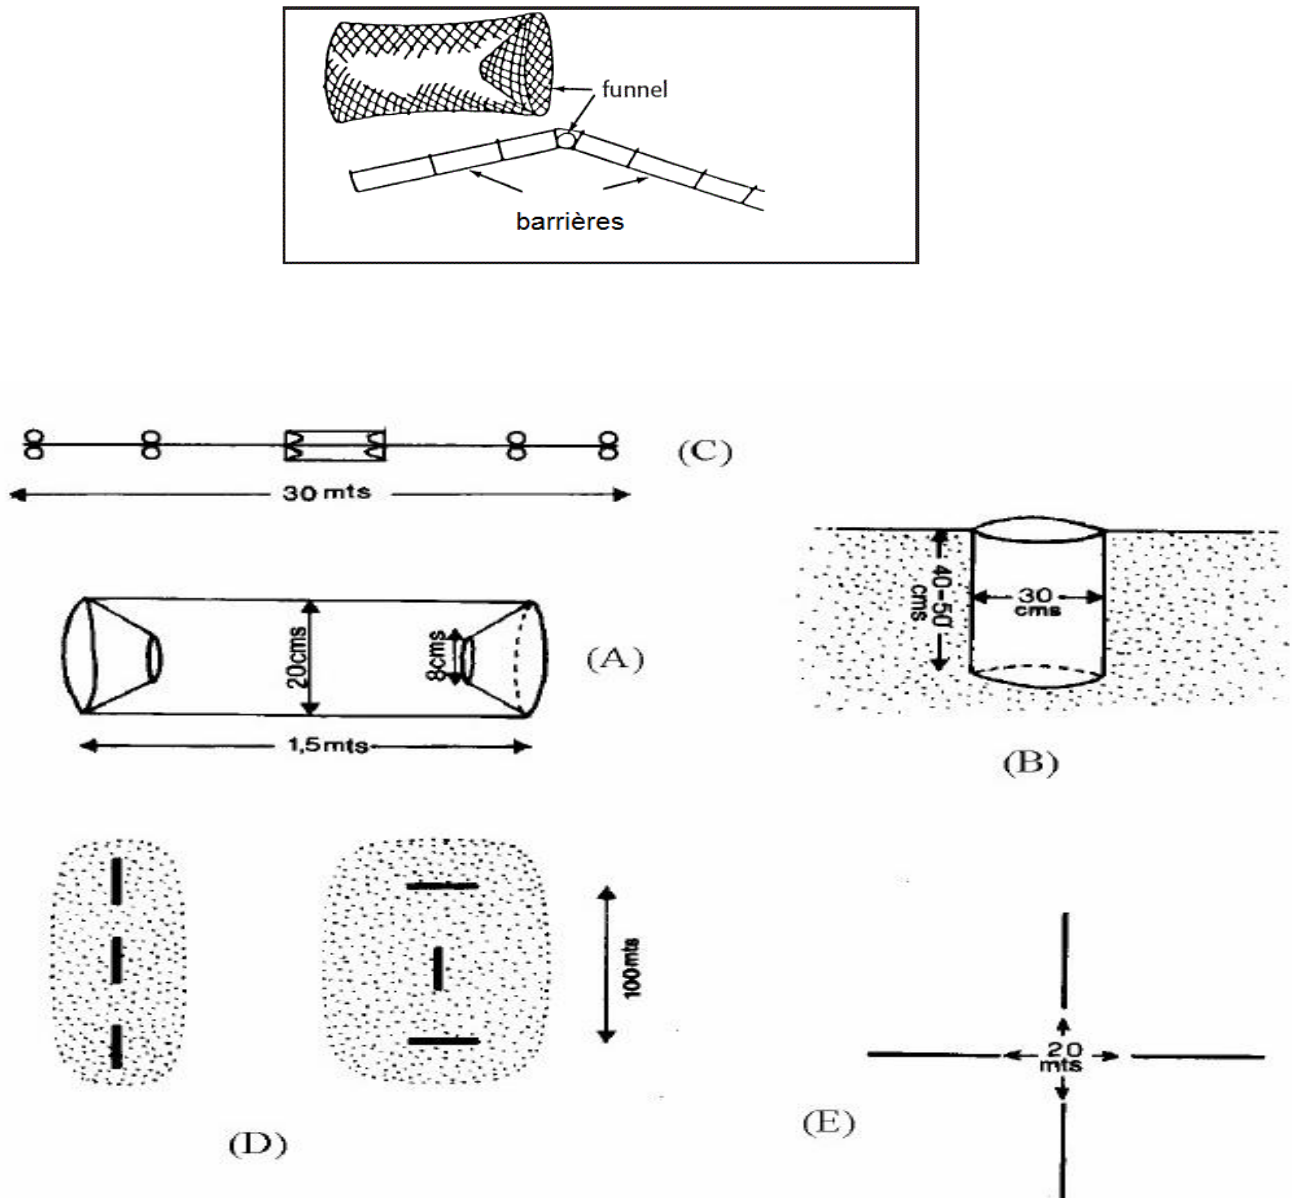 funnel
barrières
(C)
30 mts
40-50
cms
30
cms
20cms
8cms
(A)
1,5mts
(B)
100mts
20
mts
(E)
(D)